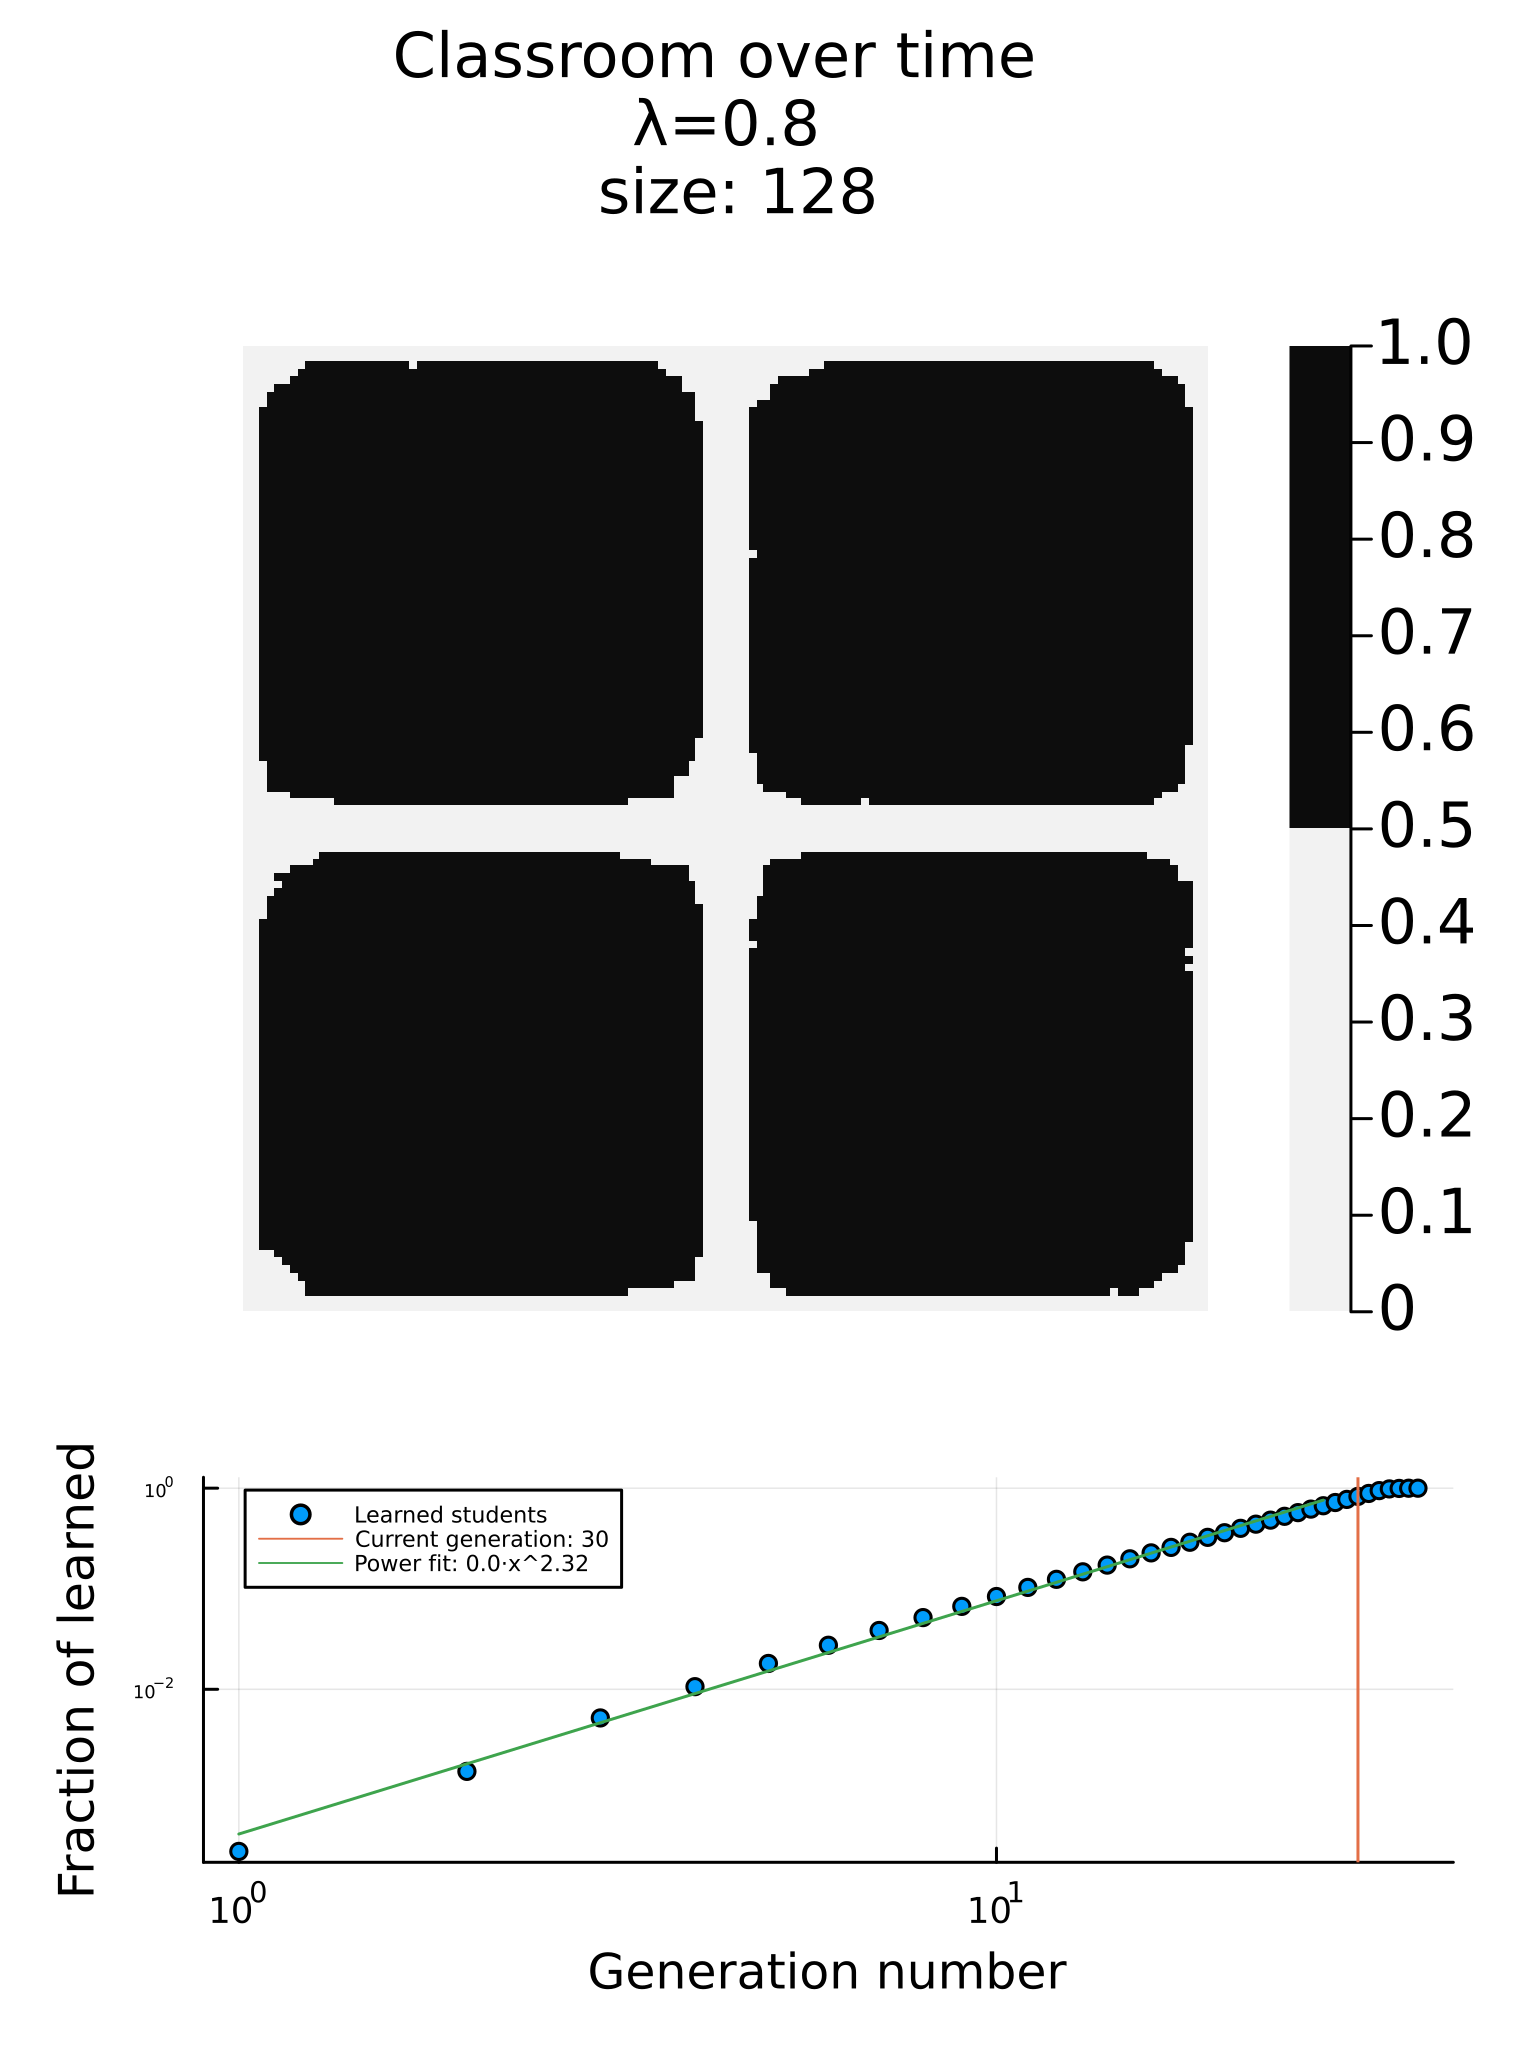 Classroom over time
λ=0.8
size: 128
1.0
0.9
0.8
0.7
0.6
0.5
0.4
0.3
0.2
0.1
0
Fraction of learned
10⁰
10⁻²
Learned students
Current generation: 30
Power fit: 0.0·x^2.32
10⁰
10¹
Generation number